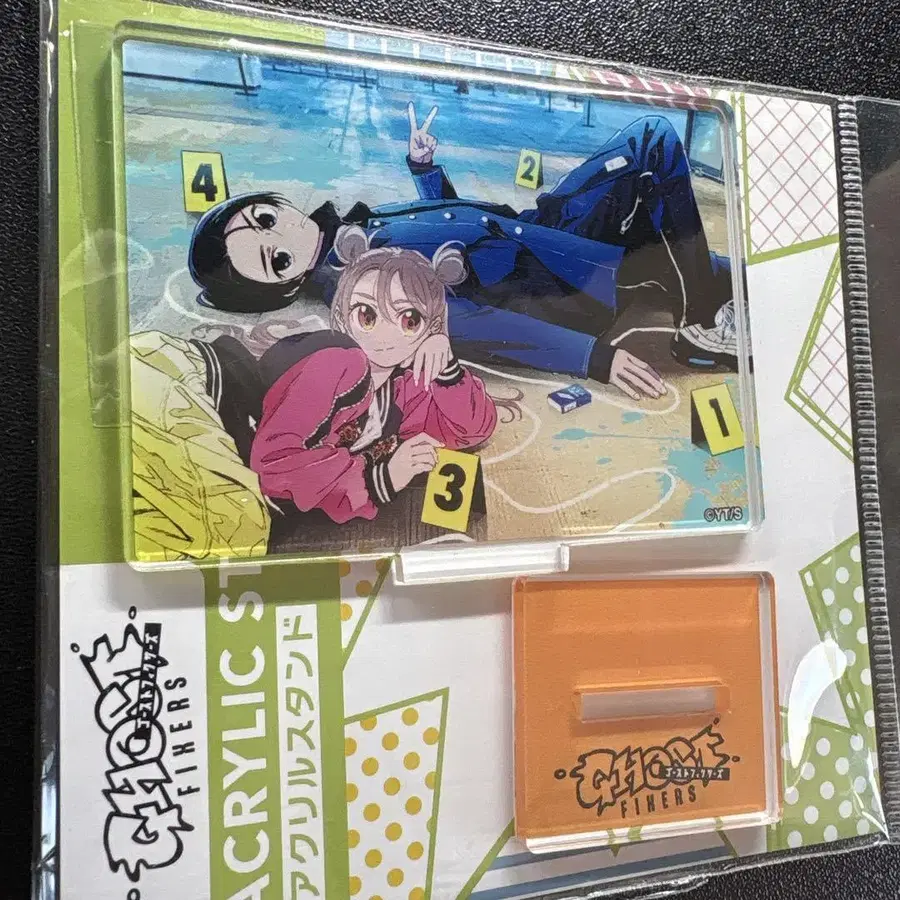 4
2
1
3
©YT/S
GHOST
ゴーストフィクサーズ
FIXERS
ACRYLIC ST
アクリルスタンド
GHOST
ゴーストフィクサーズ
FIXERS